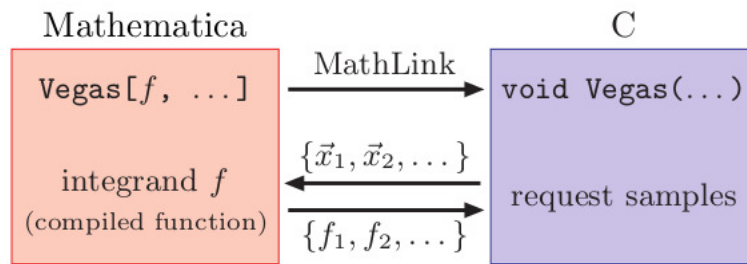 Mathematica
C
MathLink
Vegas[f, ...]
void Vegas(...)
{x⃗₁, x⃗₂, ...}
integrand f
(compiled function)
request samples
{f₁, f₂, ...}